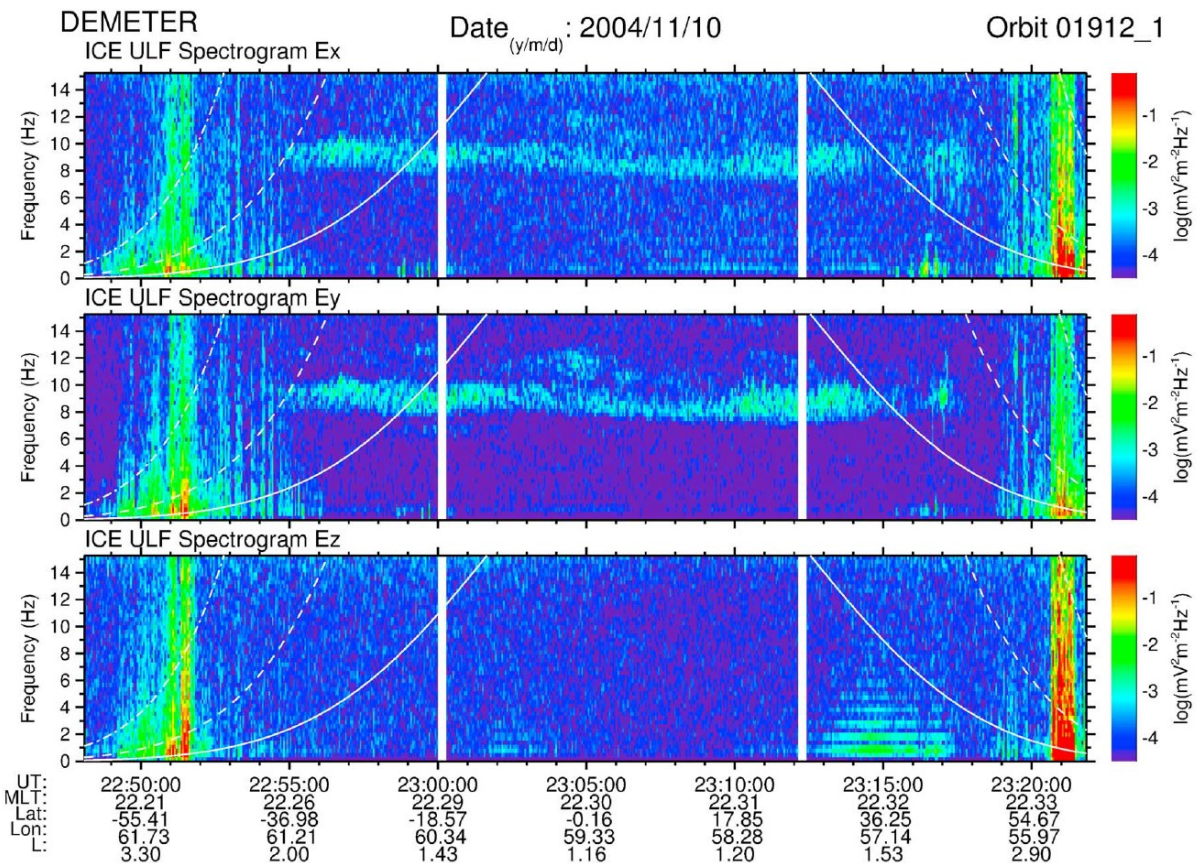 DEMETER Date(y/m/d): 2004/11/10 Orbit 01912_1
ICE ULF Spectrogram Ex
Frequency (Hz)
14
12
10
8
6
4
2
0
-1
-2
-3
-4
log(mV²m⁻²Hz⁻¹)
ICE ULF Spectrogram Ey
Frequency (Hz)
14
12
10
8
6
4
2
0
-1
-2
-3
-4
log(mV²m⁻²Hz⁻¹)
ICE ULF Spectrogram Ez
Frequency (Hz)
14
12
10
8
6
4
2
0
-1
-2
-3
-4
log(mV²m⁻²Hz⁻¹)
UT: 22:50:00 22:55:00 23:00:00 23:05:00 23:10:00 23:15:00 23:20:00
MLT: 22.21 22.26 22.29 22.30 22.31 22.32 22.33
Lat: -55.41 -36.98 -18.57 -0.16 17.85 36.25 54.67
Lon: 61.73 61.21 60.34 59.33 58.28 57.14 55.97
L: 3.30 2.00 1.43 1.16 1.20 1.53 2.90